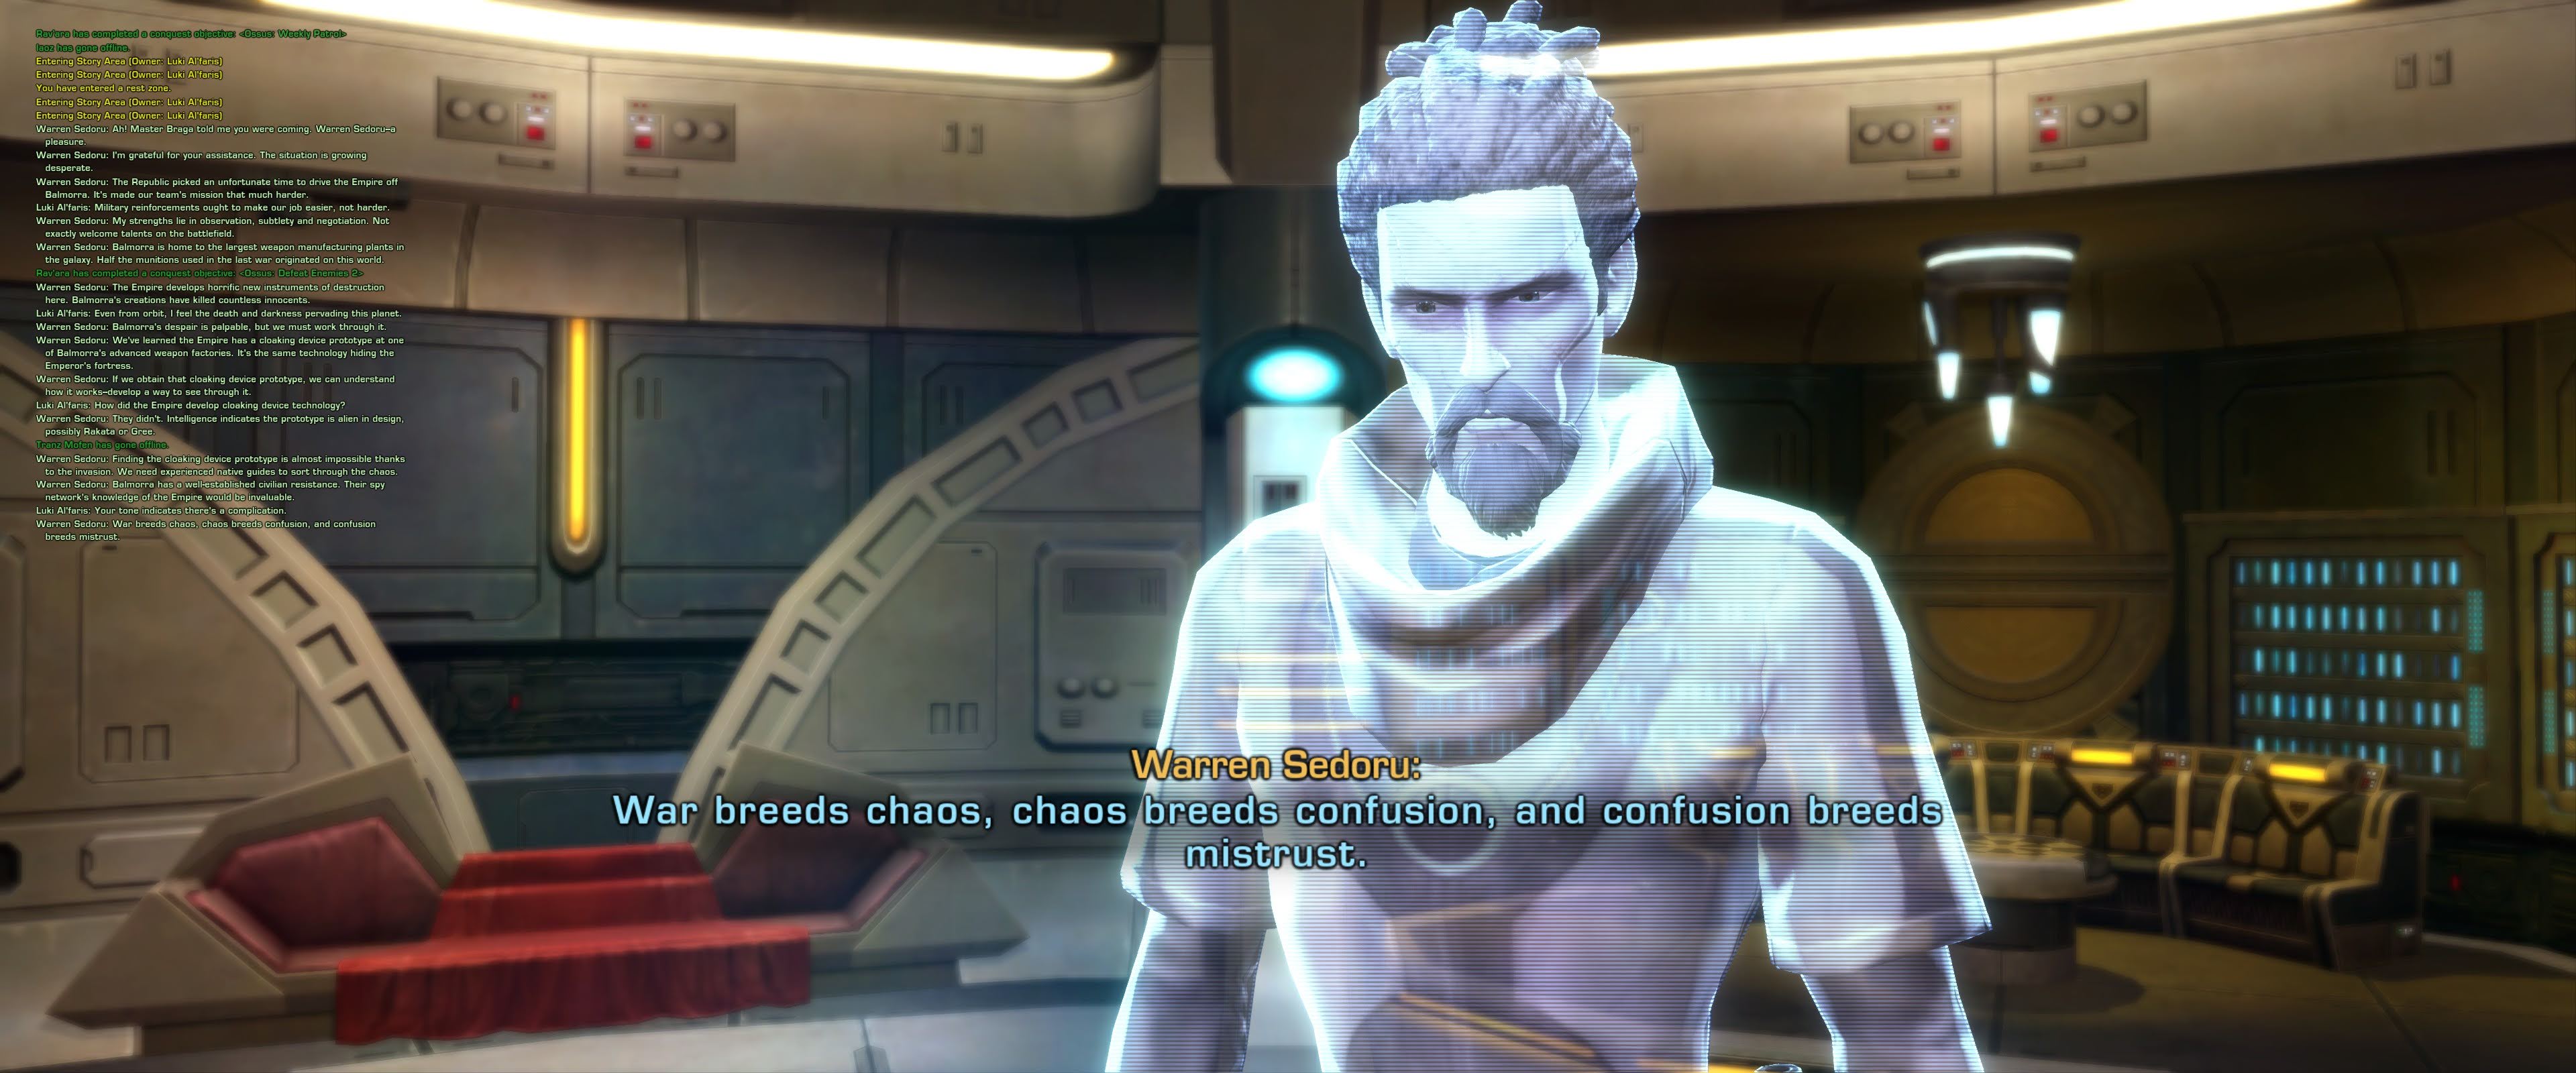 Rav'ara has completed a conquest objective: <Ossus: Weekly Patrol>
Iaoz has gone offline.
Entering Story Area (Owner: Luki Al'faris)
Entering Story Area (Owner: Luki Al'faris)
You have entered a rest zone.
Entering Story Area (Owner: Luki Al'faris)
Entering Story Area (Owner: Luki Al'faris)
Warren Sedoru: Ah! Master Braga told me you were coming. Warren Sedoru—a
pleasure.
Warren Sedoru: I'm grateful for your assistance. The situation is growing
desperate.
Warren Sedoru: The Republic picked an unfortunate time to drive the Empire off
Balmorra. It's made our team's mission that much harder.
Luki Al'faris: Military reinforcements ought to make our job easier, not harder.
Warren Sedoru: My strengths lie in observation, subtlety and negotiation. Not
exactly welcome talents on the battlefield.
Warren Sedoru: Balmorra is home to the largest weapon manufacturing plants in
the galaxy. Half the munitions used in the last war originated on this world.
Rav'ara has completed a conquest objective: <Ossus: Defeat Enemies 2>
Warren Sedoru: The Empire develops horrific new instruments of destruction
here. Balmorra's creations have killed countless innocents.
Luki Al'faris: Even from orbit, I feel the death and darkness pervading this planet.
Warren Sedoru: Balmorra's despair is palpable, but we must work through it.
Warren Sedoru: We've learned the Empire has a cloaking device prototype at one
of Balmorra's advanced weapon factories. It's the same technology hiding the
Emperor's fortress.
Warren Sedoru: If we obtain that cloaking device prototype, we can understand
how it works—develop a way to see through it.
Luki Al'faris: How did the Empire develop cloaking device technology?
Warren Sedoru: They didn't. Intelligence indicates the prototype is alien in design,
possibly Rakata or Gree.
Tranz Mofen has gone offline.
Warren Sedoru: Finding the cloaking device prototype is almost impossible thanks
to the invasion. We need experienced native guides to sort through the chaos.
Warren Sedoru: Balmorra has a well-established civilian resistance. Their spy
network's knowledge of the Empire would be invaluable.
Luki Al'faris: Your tone indicates there's a complication.
Warren Sedoru: War breeds chaos, chaos breeds confusion, and confusion
breeds mistrust.
Warren Sedoru:
War breeds chaos, chaos breeds confusion, and confusion breeds
mistrust.